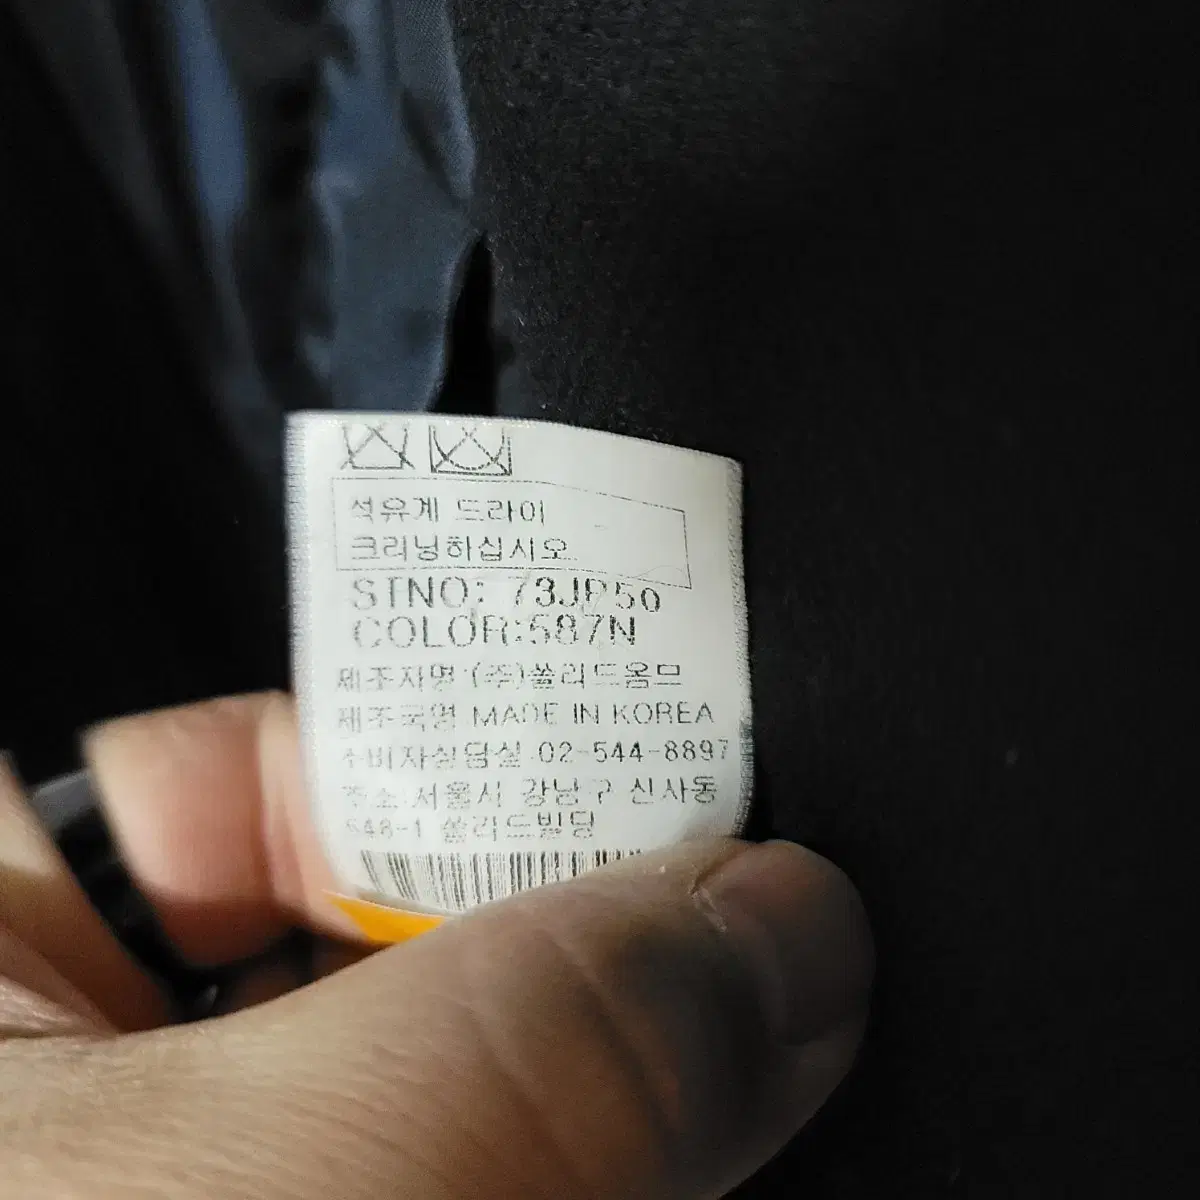 석유계 드라이
크리닝하십시오
STNO: 73JP50
COLOR:587N
제조자명:(주)쏠리드옴므
제조국명:MADE IN KOREA
소비자상담실:02-544-8897
주소:서울시 강남구 신사동
648-1 쏠리드빌딩